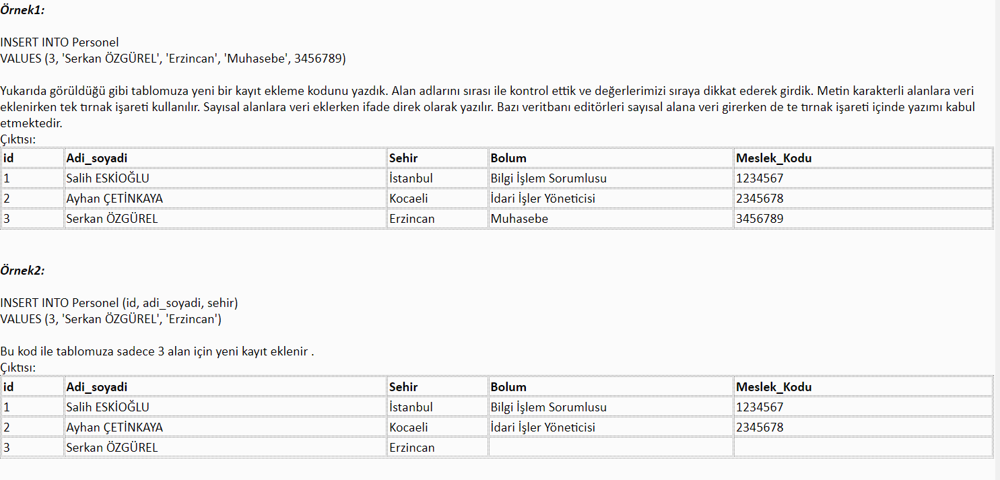 Örnek1:
INSERT INTO Personel
VALUES (3, 'Serkan ÖZGÜREL', 'Erzincan', 'Muhasebe', 3456789)
Yukarıda görüldüğü gibi tablomuza yeni bir kayıt ekleme kodunu yazdık. Alan adlarını sırası ile kontrol ettik ve değerlerimizi sıraya dikkat ederek girdik. Metin karakterli alanlara veri
eklenirken tek tırnak işareti kullanılır. Sayısal alanlara veri eklerken ifade direk olarak yazılır. Bazı veritbanı editörleri sayısal alana veri girerken de te tırnak işareti içinde yazımı kabul
etmektedir.
Çıktısı:
id Adi_soyadi Sehir Bolum Meslek_Kodu
1 Salih ESKİOĞLU İstanbul Bilgi İşlem Sorumlusu 1234567
2 Ayhan ÇETİNKAYA Kocaeli İdari İşler Yöneticisi 2345678
3 Serkan ÖZGÜREL Erzincan Muhasebe 3456789
Örnek2:
INSERT INTO Personel (id, adi_soyadi, sehir)
VALUES (3, 'Serkan ÖZGÜREL', 'Erzincan')
Bu kod ile tablomuza sadece 3 alan için yeni kayıt eklenir .
Çıktısı:
id Adi_soyadi Sehir Bolum Meslek_Kodu
1 Salih ESKİOĞLU İstanbul Bilgi İşlem Sorumlusu 1234567
2 Ayhan ÇETİNKAYA Kocaeli İdari İşler Yöneticisi 2345678
3 Serkan ÖZGÜREL Erzincan